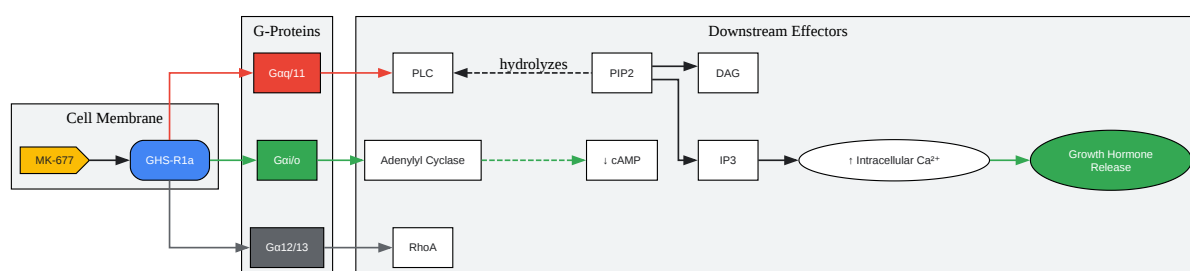 G-Proteins
Downstream Effectors
Gαq/11
PLC
hydrolyzes
PIP2
DAG
Cell Membrane
MK-677
GHS-R1a
Gαi/o
Adenylyl Cyclase
↓ cAMP
IP3
↑ Intracellular Ca²⁺
Growth Hormone
Release
Gα12/13
RhoA